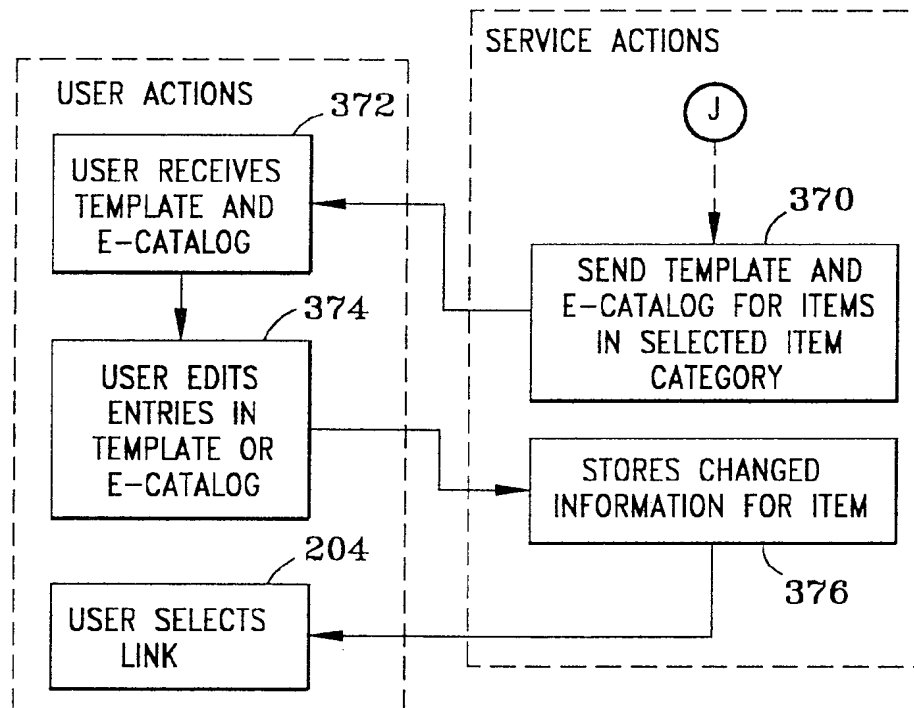 SERVICE ACTIONS
USER ACTIONS
J
372
USER RECEIVES
TEMPLATE AND
E-CATALOG
370
SEND TEMPLATE AND
E-CATALOG FOR ITEMS
IN SELECTED ITEM
CATEGORY
374
USER EDITS
ENTRIES IN
TEMPLATE OR
E-CATALOG
STORES CHANGED
INFORMATION FOR ITEM
376
204
USER SELECTS
LINK